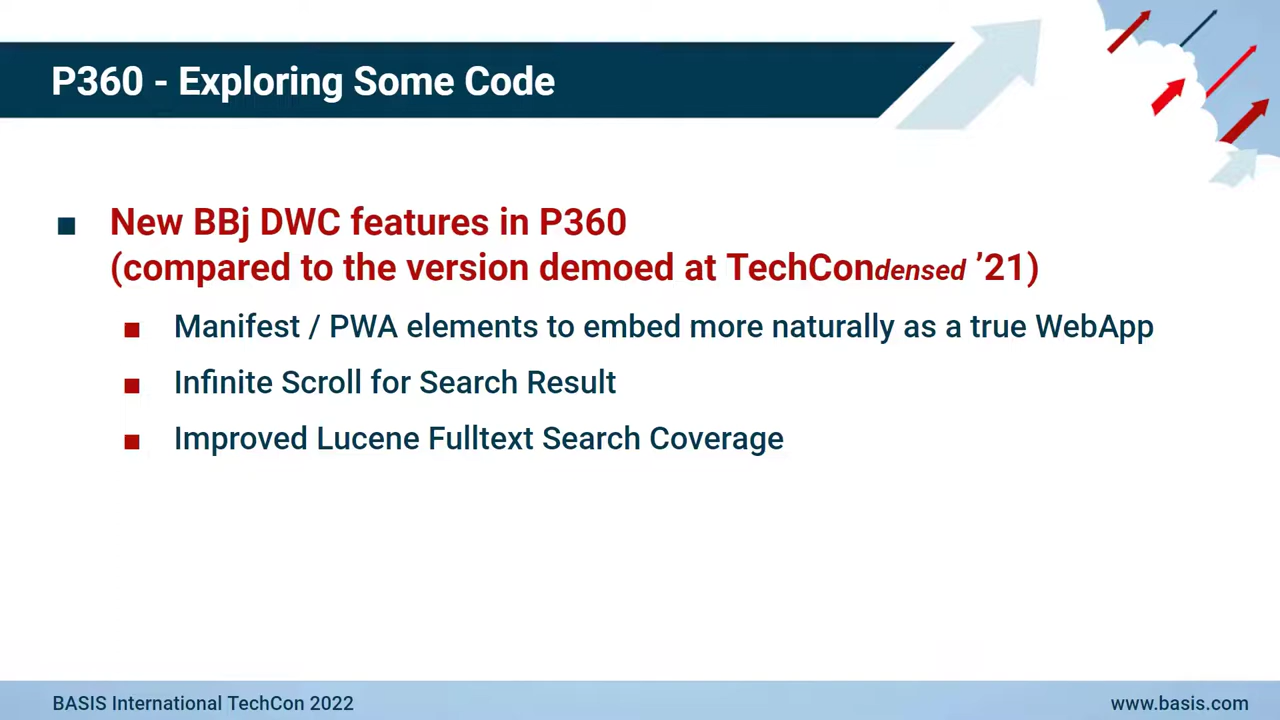 P360 - Exploring Some Code
New BBj DWC features in P360
(compared to the version demoed at TechCondensed ’21)
Manifest / PWA elements to embed more naturally as a true WebApp
Infinite Scroll for Search Result
Improved Lucene Fulltext Search Coverage
BASIS International TechCon 2022
www.basis.com